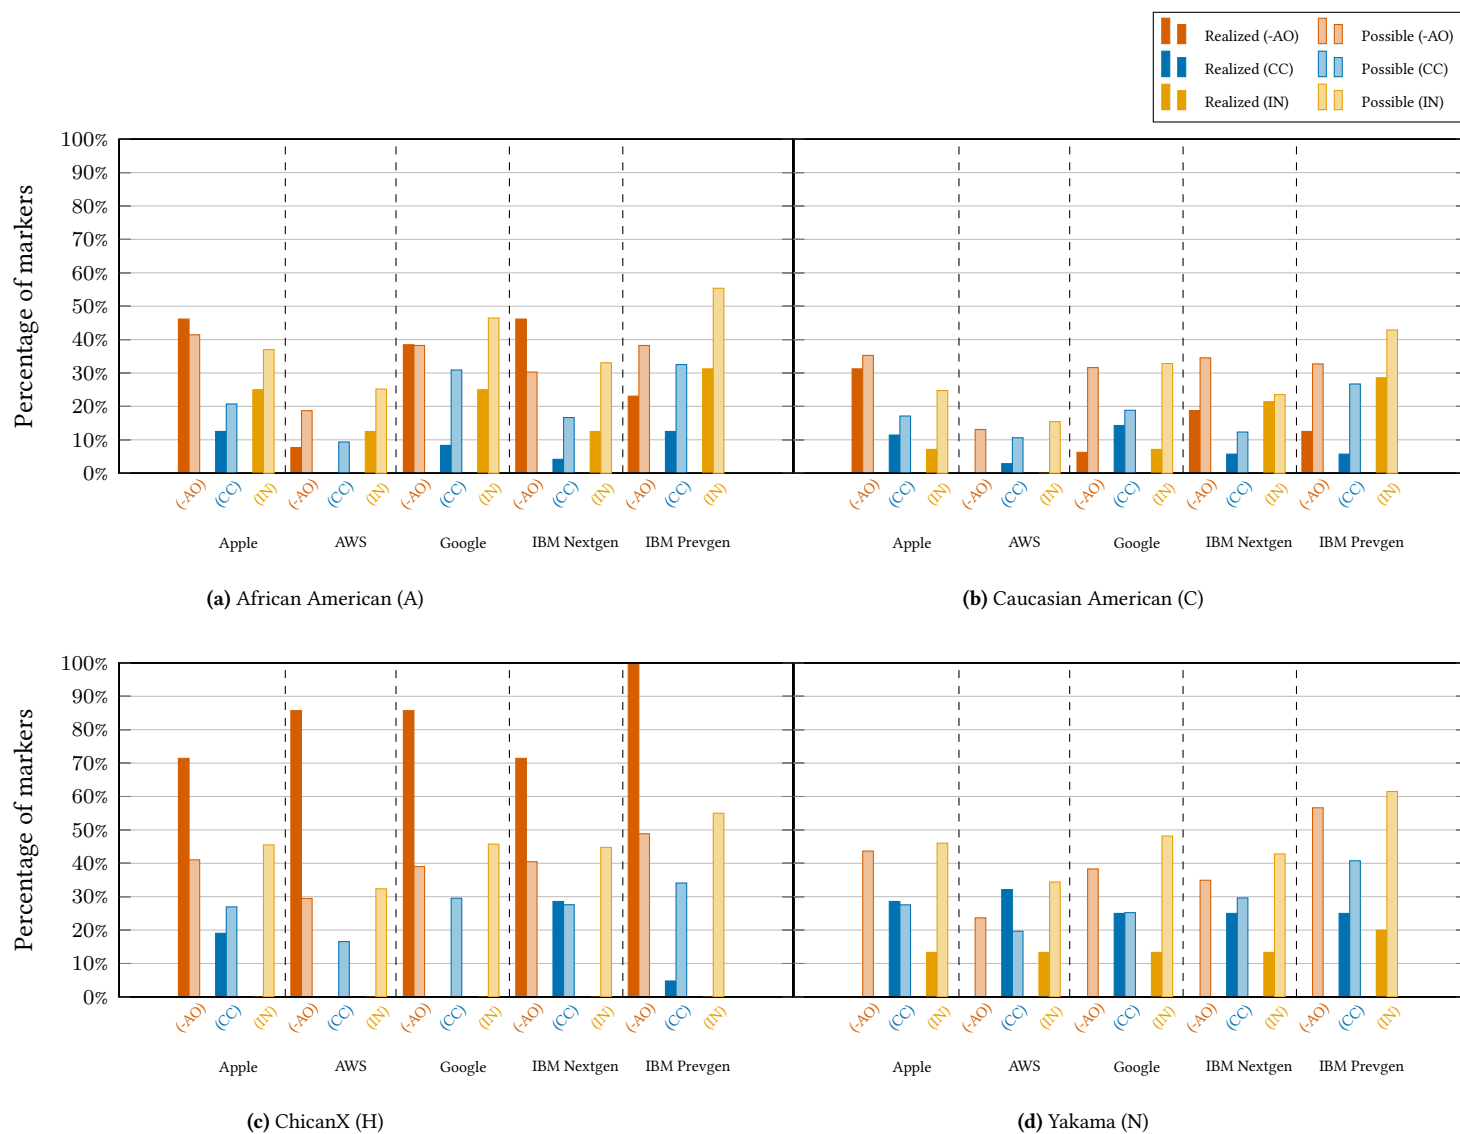 Realized (-AO) Possible (-AO)
Realized (CC) Possible (CC)
Realized (IN) Possible (IN)
Percentage of markers
100%
90%
80%
70%
60%
50%
40%
30%
20%
10%
0%
(-AO) (CC) (IN) (-AO) (CC) (IN) (-AO) (CC) (IN) (-AO) (CC) (IN) (-AO) (CC) (IN)
Apple AWS Google IBM Nextgen IBM Prevgen
(a) African American (A)
(-AO) (CC) (IN) (-AO) (CC) (IN) (-AO) (CC) (IN) (-AO) (CC) (IN) (-AO) (CC) (IN)
Apple AWS Google IBM Nextgen IBM Prevgen
(b) Caucasian American (C)
Percentage of markers
100%
90%
80%
70%
60%
50%
40%
30%
20%
10%
0%
(-AO) (CC) (IN) (-AO) (CC) (IN) (-AO) (CC) (IN) (-AO) (CC) (IN) (-AO) (CC) (IN)
Apple AWS Google IBM Nextgen IBM Prevgen
(c) ChicanX (H)
(-AO) (CC) (IN) (-AO) (CC) (IN) (-AO) (CC) (IN) (-AO) (CC) (IN) (-AO) (CC) (IN)
Apple AWS Google IBM Nextgen IBM Prevgen
(d) Yakama (N)